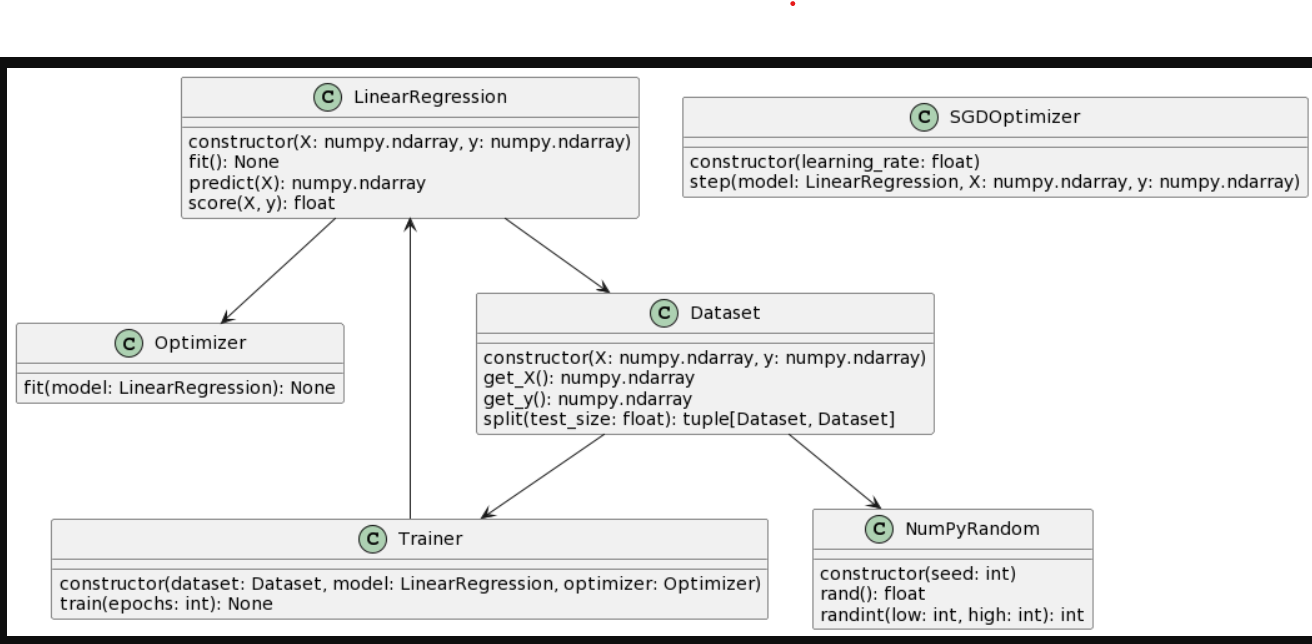 C LinearRegression
constructor(X: numpy.ndarray, y: numpy.ndarray)
fit(): None
predict(X): numpy.ndarray
score(X, y): float
C SGDOptimizer
constructor(learning_rate: float)
step(model: LinearRegression, X: numpy.ndarray, y: numpy.ndarray)
C Optimizer
fit(model: LinearRegression): None
C Dataset
constructor(X: numpy.ndarray, y: numpy.ndarray)
get_X(): numpy.ndarray
get_y(): numpy.ndarray
split(test_size: float): tuple[Dataset, Dataset]
C Trainer
constructor(dataset: Dataset, model: LinearRegression, optimizer: Optimizer)
train(epochs: int): None
C NumPyRandom
constructor(seed: int)
rand(): float
randint(low: int, high: int): int